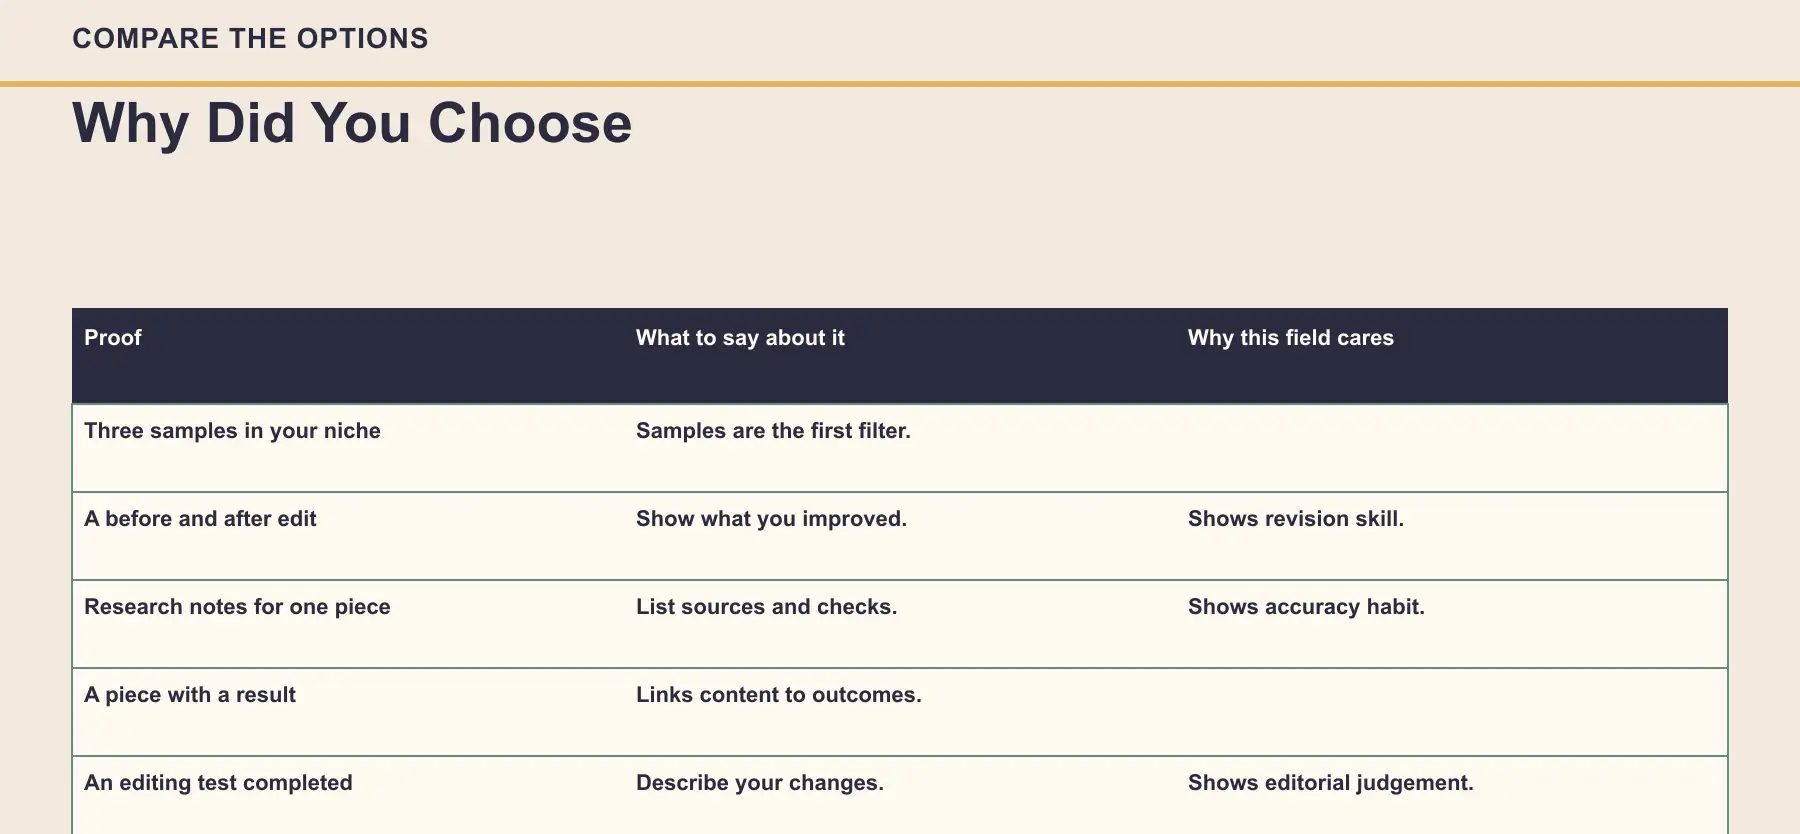 COMPARE THE OPTIONS
Why Did You Choose
Proof What to say about it Why this field cares
Three samples in your niche Samples are the first filter.
A before and after edit Show what you improved. Shows revision skill.
Research notes for one piece List sources and checks. Shows accuracy habit.
A piece with a result Links content to outcomes.
An editing test completed Describe your changes. Shows editorial judgement.